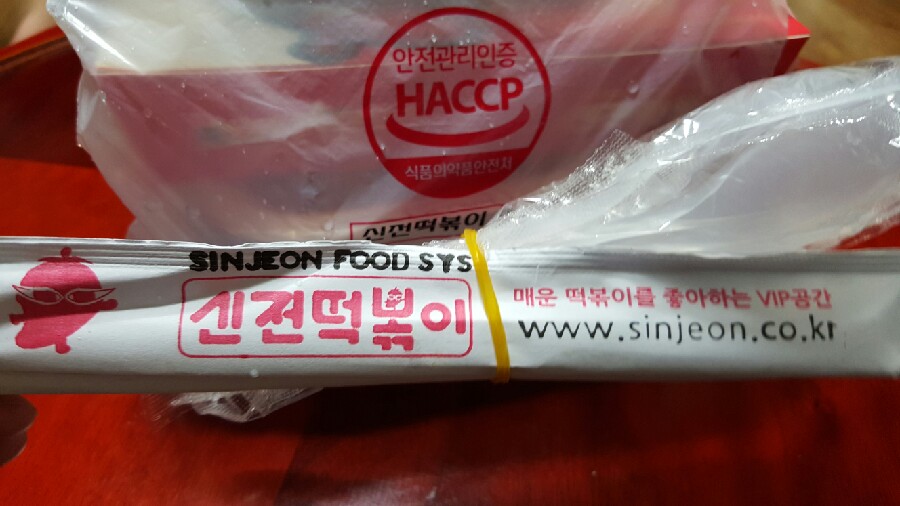 안전관리인증
HACCP
식품의약품안전처
신전떡볶이
SINJEON FOOD SYS
신전떡볶이
매운 떡볶이를 좋아하는 VIP공간
www.sinjeon.co.kr